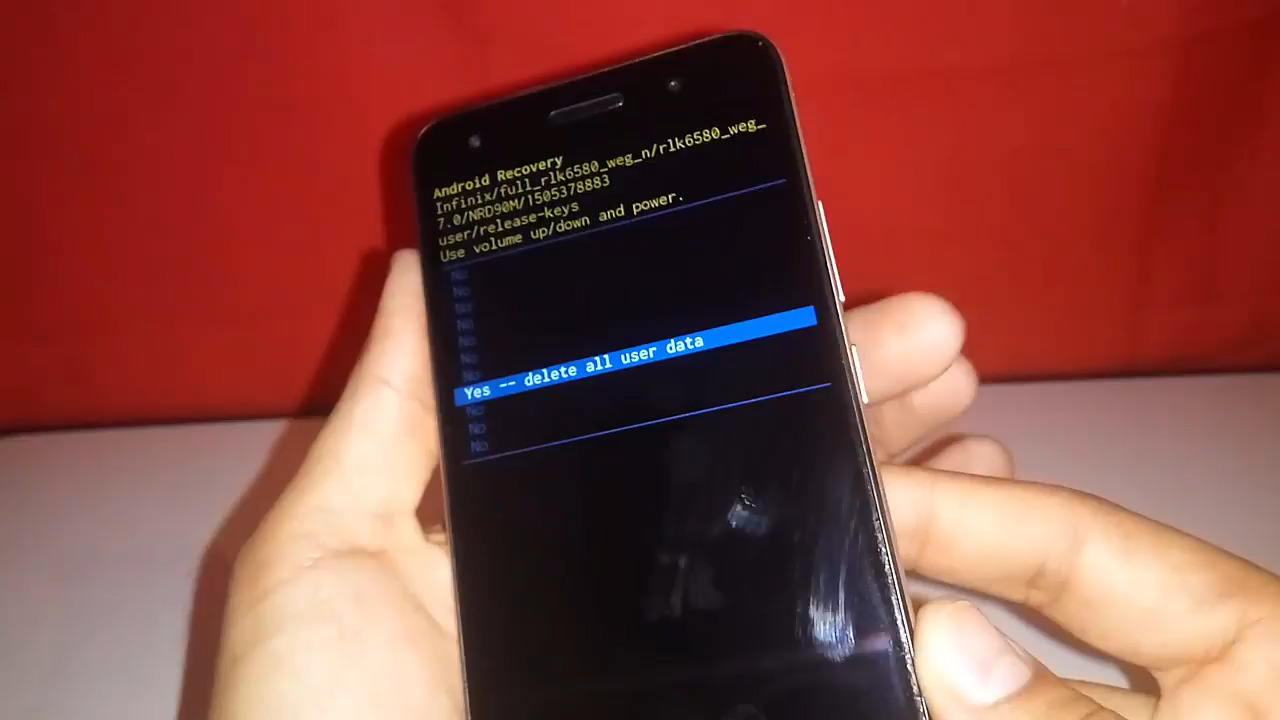 Android Recovery
Infinix/full_rlk6580_weg_n/rlk6580_weg_
7.0/NRD90M/1505378883
user/release-keys
Use volume up/down and power.
No
No
No
No
No
No
No
Yes -- delete all user data
No
No
No